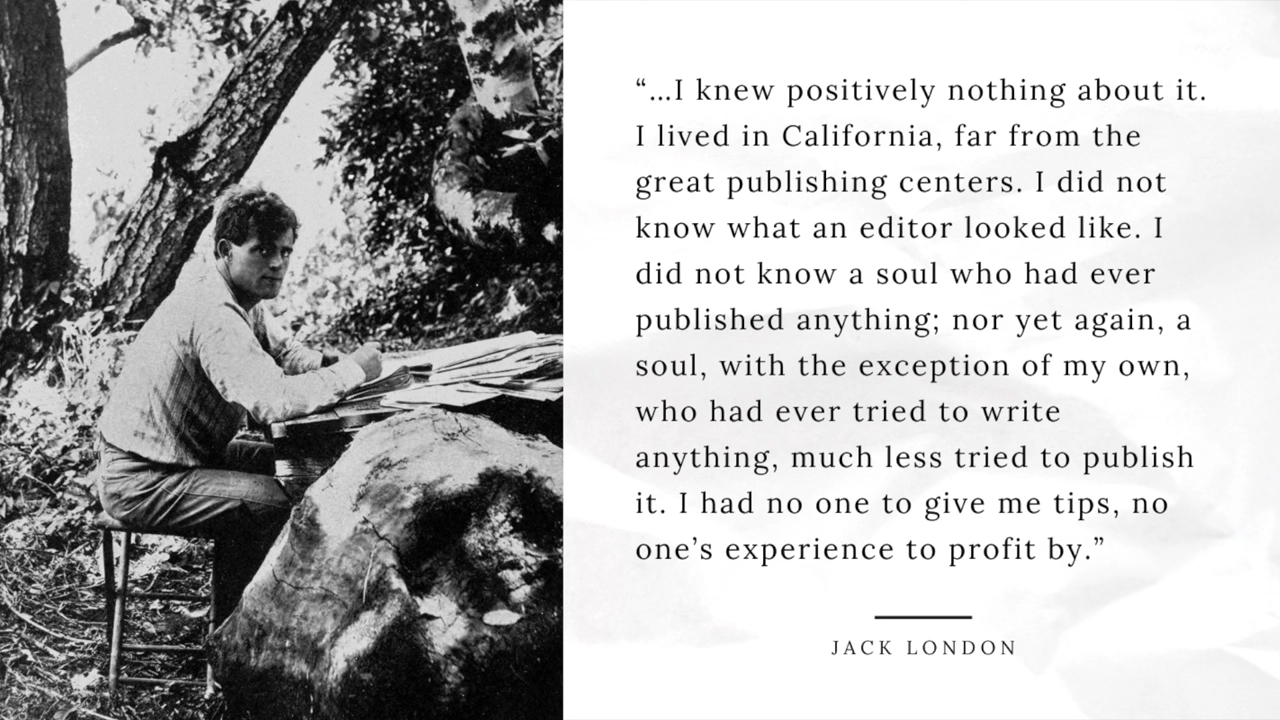 “...I knew positively nothing about it.
I lived in California, far from the
great publishing centers. I did not
know what an editor looked like. I
did not know a soul who had ever
published anything; nor yet again, a
soul, with the exception of my own,
who had ever tried to write
anything, much less tried to publish
it. I had no one to give me tips, no
one’s experience to profit by.”
JACK LONDON